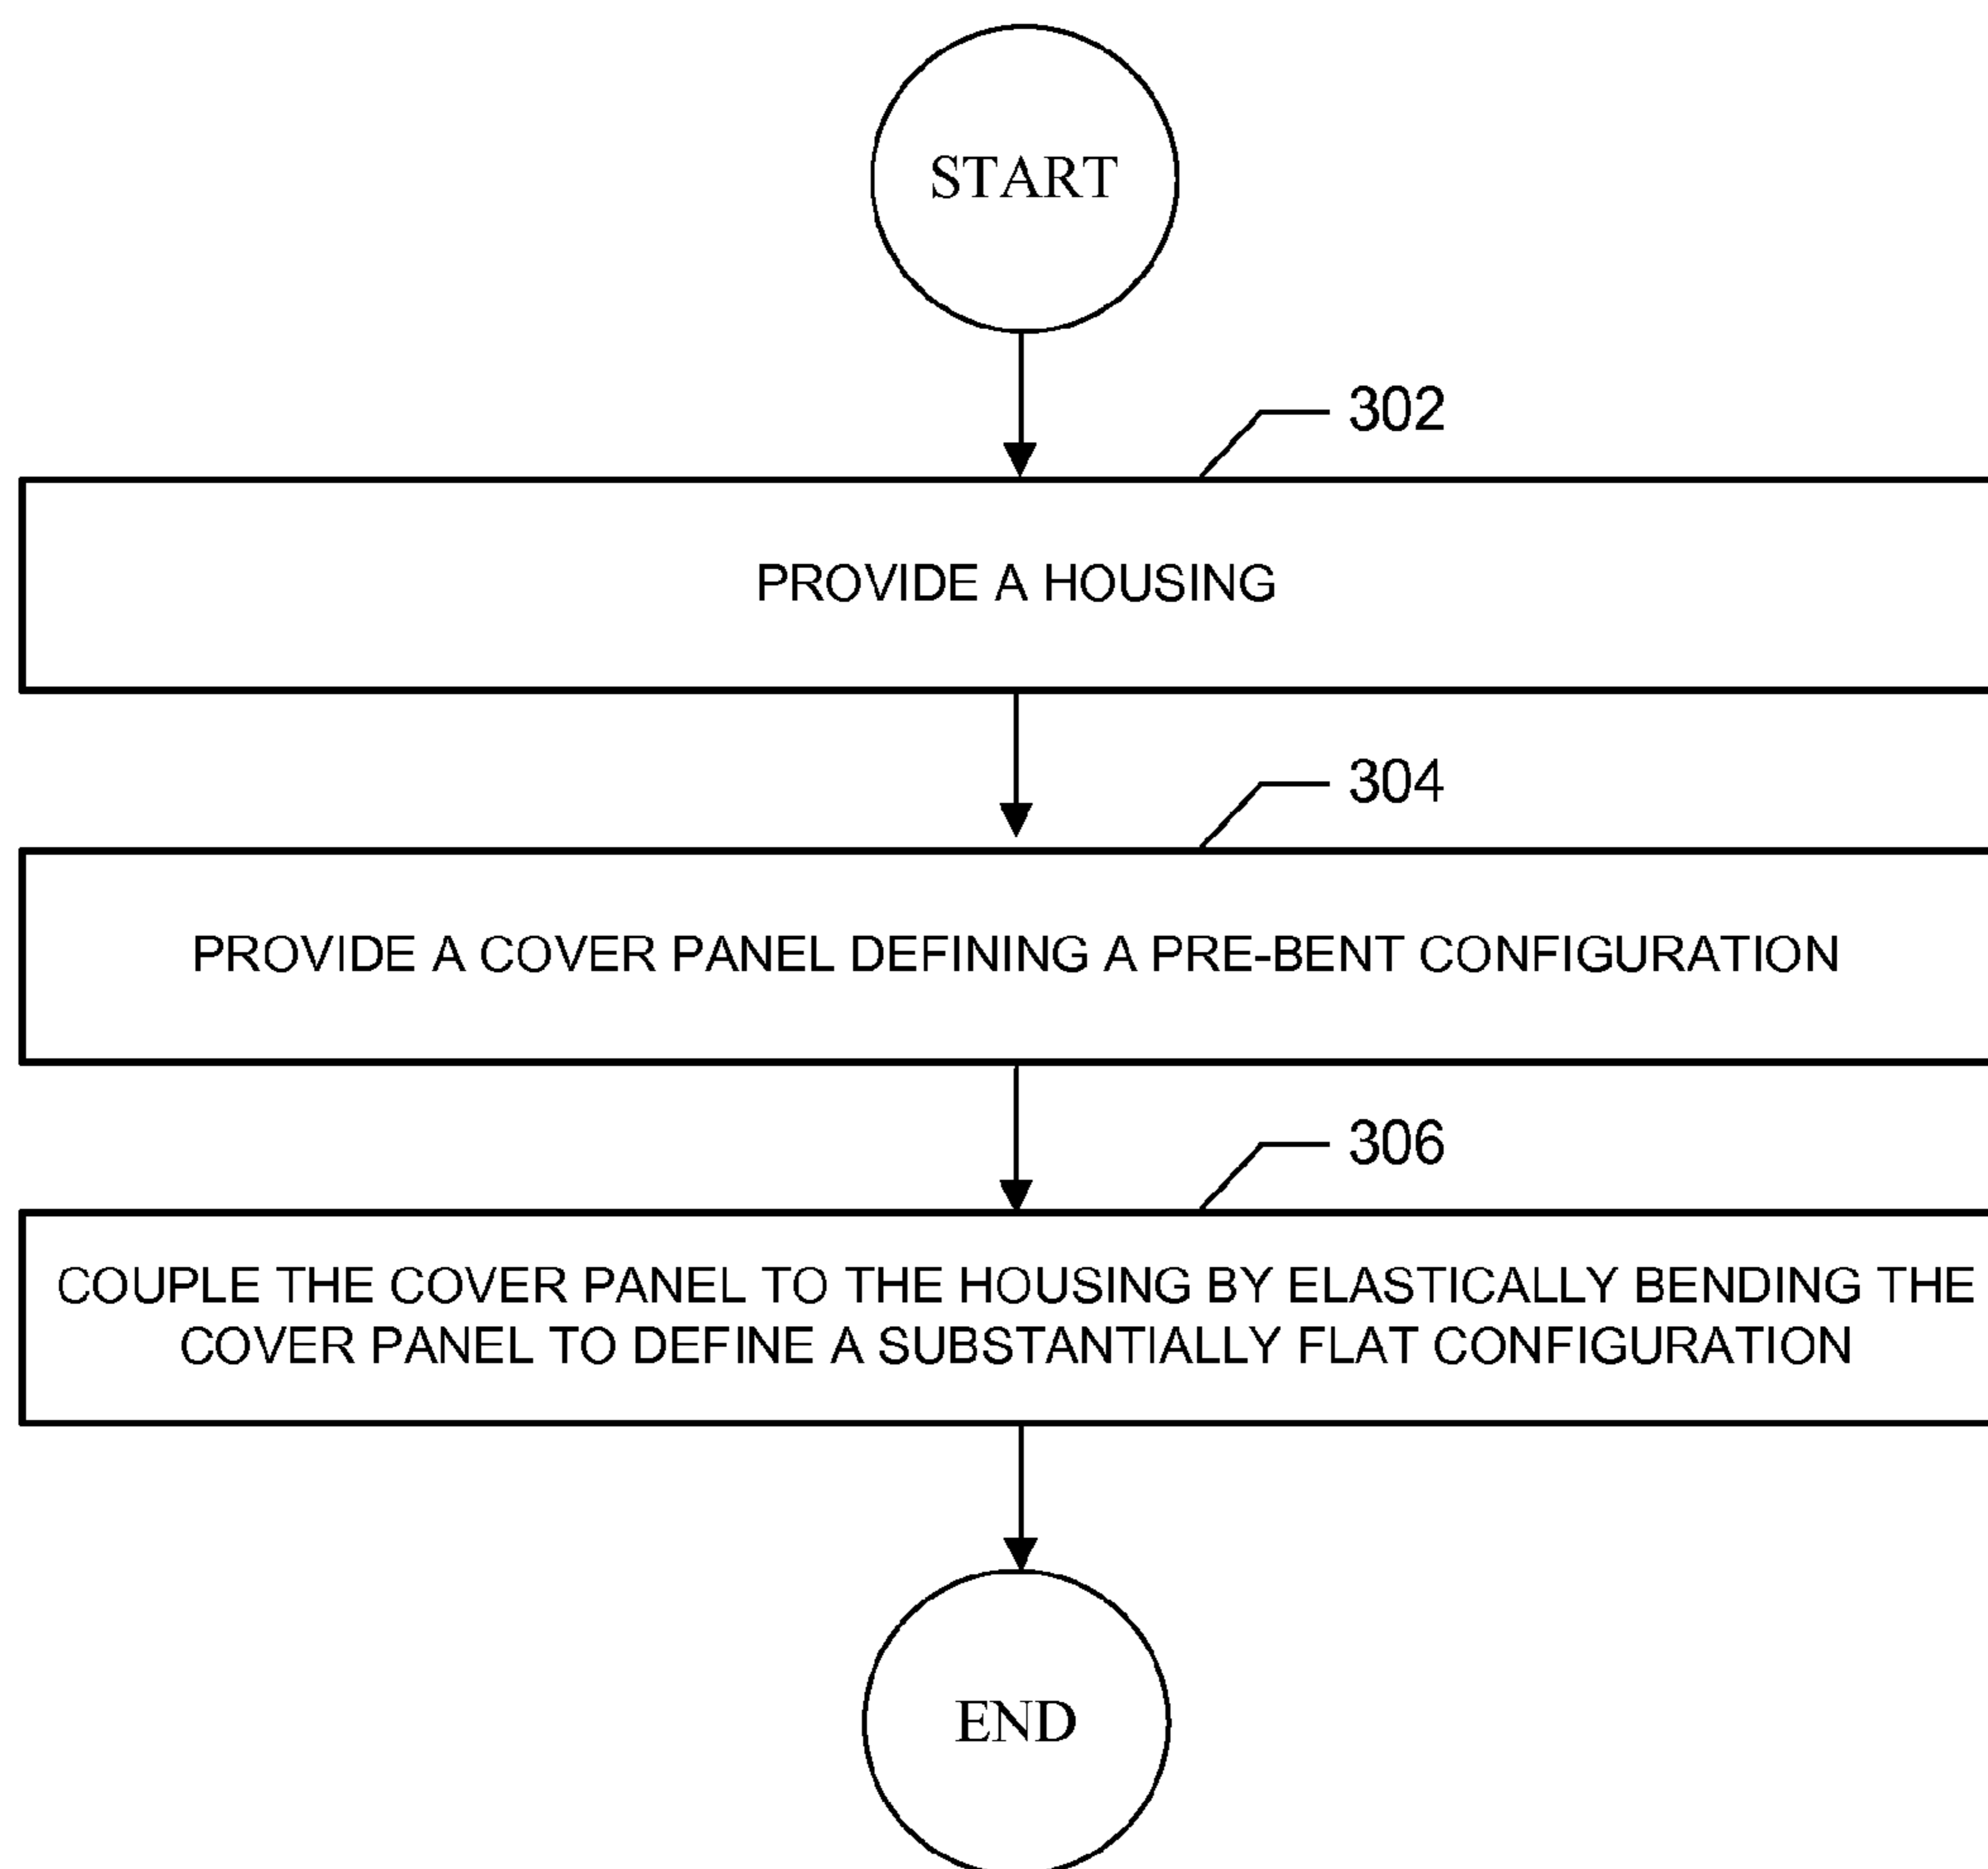 START
302
PROVIDE A HOUSING
304
PROVIDE A COVER PANEL DEFINING A PRE-BENT CONFIGURATION
306
COUPLE THE COVER PANEL TO THE HOUSING BY ELASTICALLY BENDING THE
COVER PANEL TO DEFINE A SUBSTANTIALLY FLAT CONFIGURATION
END